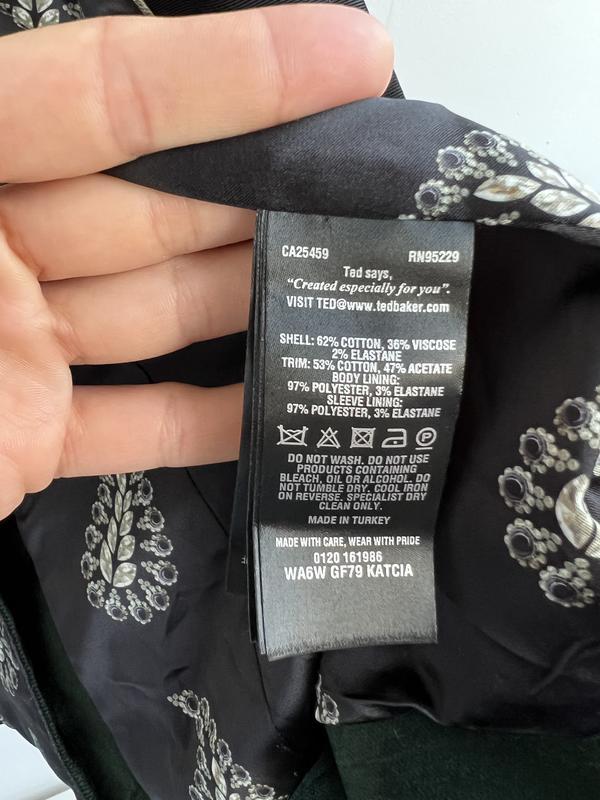 CA25459 RN95229
Ted says,
“Created especially for you”.
VISIT TED@www.tedbaker.com
SHELL: 62% COTTON, 36% VISCOSE
2% ELASTANE
TRIM: 53% COTTON, 47% ACETATE
BODY LINING:
97% POLYESTER, 3% ELASTANE
SLEEVE LINING:
97% POLYESTER, 3% ELASTANE
P
DO NOT WASH. DO NOT USE
PRODUCTS CONTAINING
BLEACH, OIL OR ALCOHOL. DO
NOT TUMBLE DRY. COOL IRON
ON REVERSE. SPECIALIST DRY
CLEAN ONLY.
MADE IN TURKEY
MADE WITH CARE, WEAR WITH PRIDE
0120 161986
WA6W GF79 KATCIA